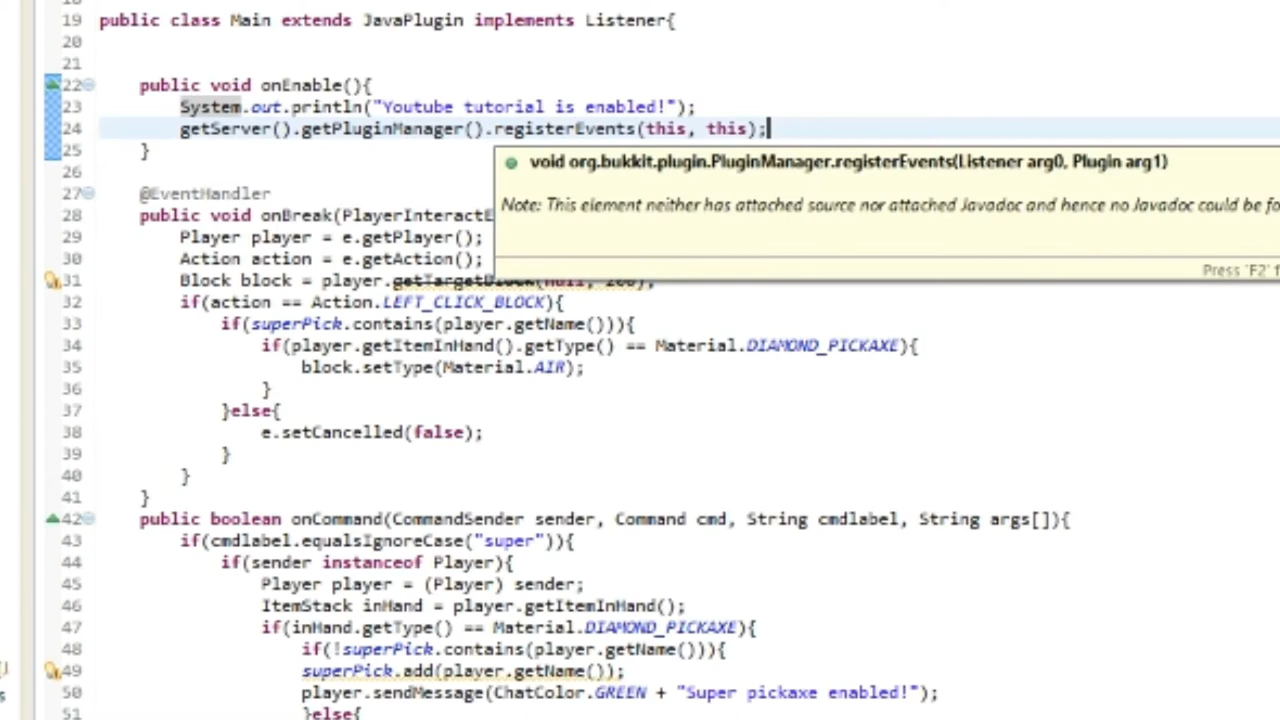 19 public class Main extends JavaPlugin implements Listener{
20
21
22 public void onEnable(){
23 System.out.println("Youtube tutorial is enabled!");
24 getServer().getPluginManager().registerEvents(this, this);
25 }
void org.bukkit.plugin.PluginManager.registerEvents(Listener arg0, Plugin arg1)
Note: This element neither has attached source nor attached Javadoc and hence no Javadoc could be fo
Press 'F2' f
26
27 @EventHandler
28 public void onBreak(PlayerInteractE
29 Player player = e.getPlayer();
30 Action action = e.getAction();
31 Block block = player.getTargetBlock(null, 200);
32 if(action == Action.LEFT_CLICK_BLOCK){
33 if(superPick.contains(player.getName())){
34 if(player.getItemInHand().getType() == Material.DIAMOND_PICKAXE){
35 block.setType(Material.AIR);
36 }
37 }else{
38 e.setCancelled(false);
39 }
40 }
41 }
42 public boolean onCommand(CommandSender sender, Command cmd, String cmdlabel, String args[]){
43 if(cmdlabel.equalsIgnoreCase("super")){
44 if(sender instanceof Player){
45 Player player = (Player) sender;
46 ItemStack inHand = player.getItemInHand();
47 if(inHand.getType() == Material.DIAMOND_PICKAXE){
48 if(!superPick.contains(player.getName())){
49 superPick.add(player.getName());
50 player.sendMessage(ChatColor.GREEN + "Super pickaxe enabled!");
51 }else{